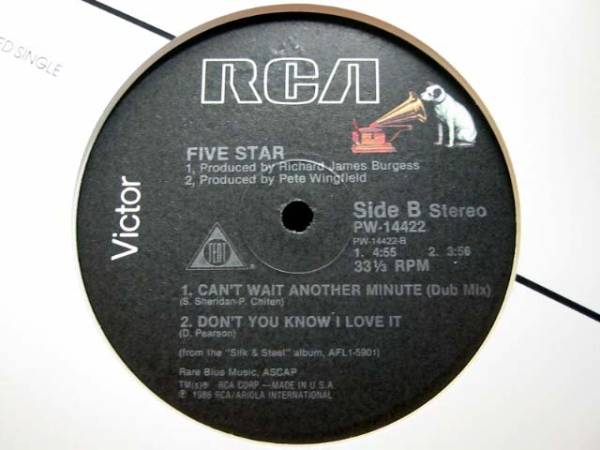 ED SINGLE
RCA
Victor
FIVE STAR
1, Produced by Richard James Burgess
2, Produced by Pete Wingfield
Side B Stereo
PW-14422
PW-14422-B
1. 4:55 2. 3:56
33⅓ RPM
TENT
1. CAN'T WAIT ANOTHER MINUTE (Dub Mix)
(S. Sheridan-P. Chiten)
2. DON'T YOU KNOW I LOVE IT
(D. Pearson)
(from the "Silk & Steel" album, AFL1-5901)
Rare Blue Music, ASCAP
TM(s)® RCA CORP —MADE IN U.S.A.
℗ 1986 RCA/ARIOLA INTERNATIONAL